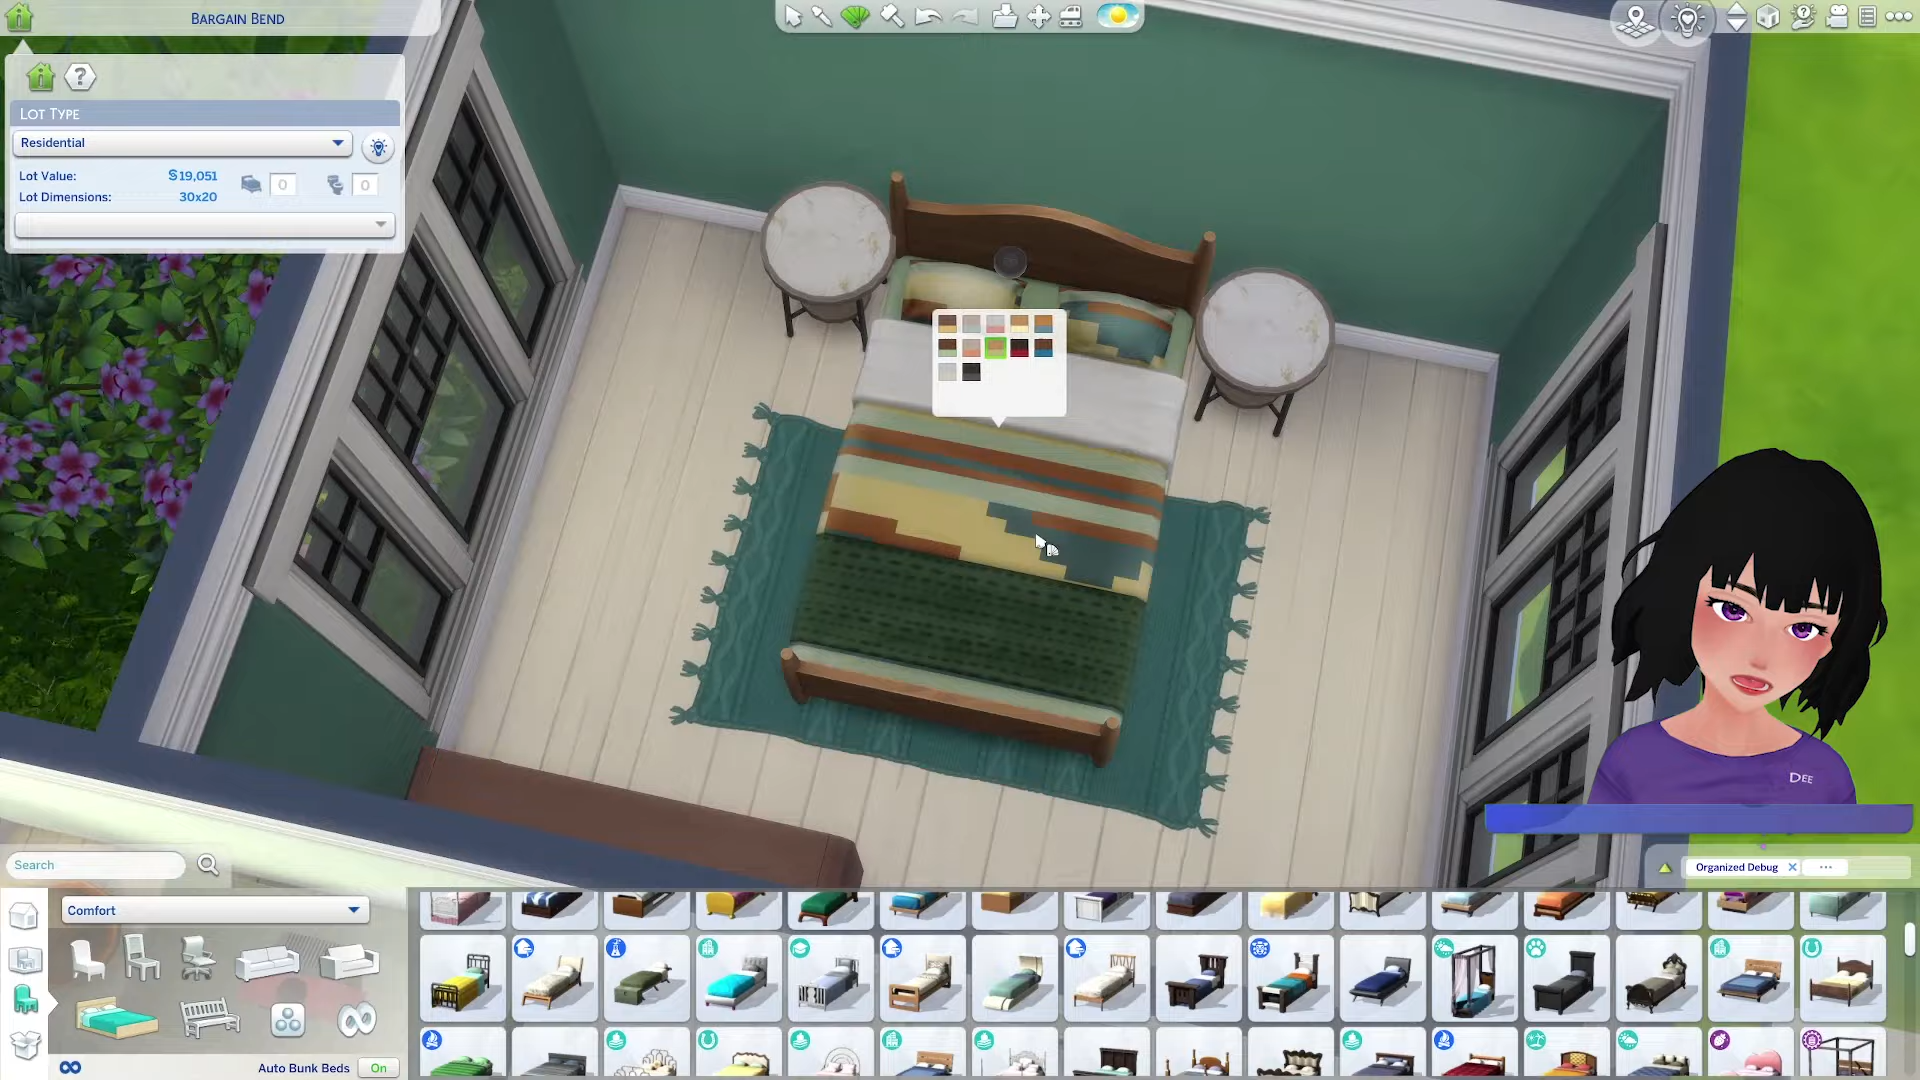 BARGAIN BEND
LOT TYPE
Residential
Lot Value: §19,051
0
0
Lot Dimensions: 30x20
DEE
Search
Organized Debug
Comfort
Auto Bunk Beds On